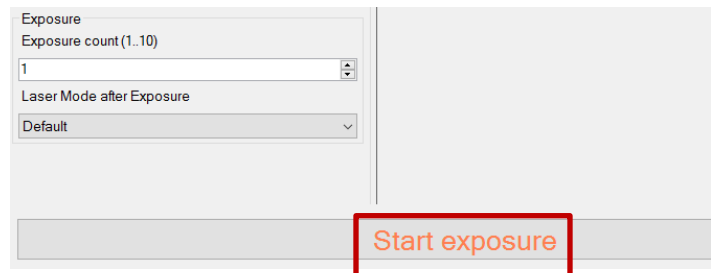 Exposure
Exposure count (1..10)
1
Laser Mode after Exposure
Default
Start exposure